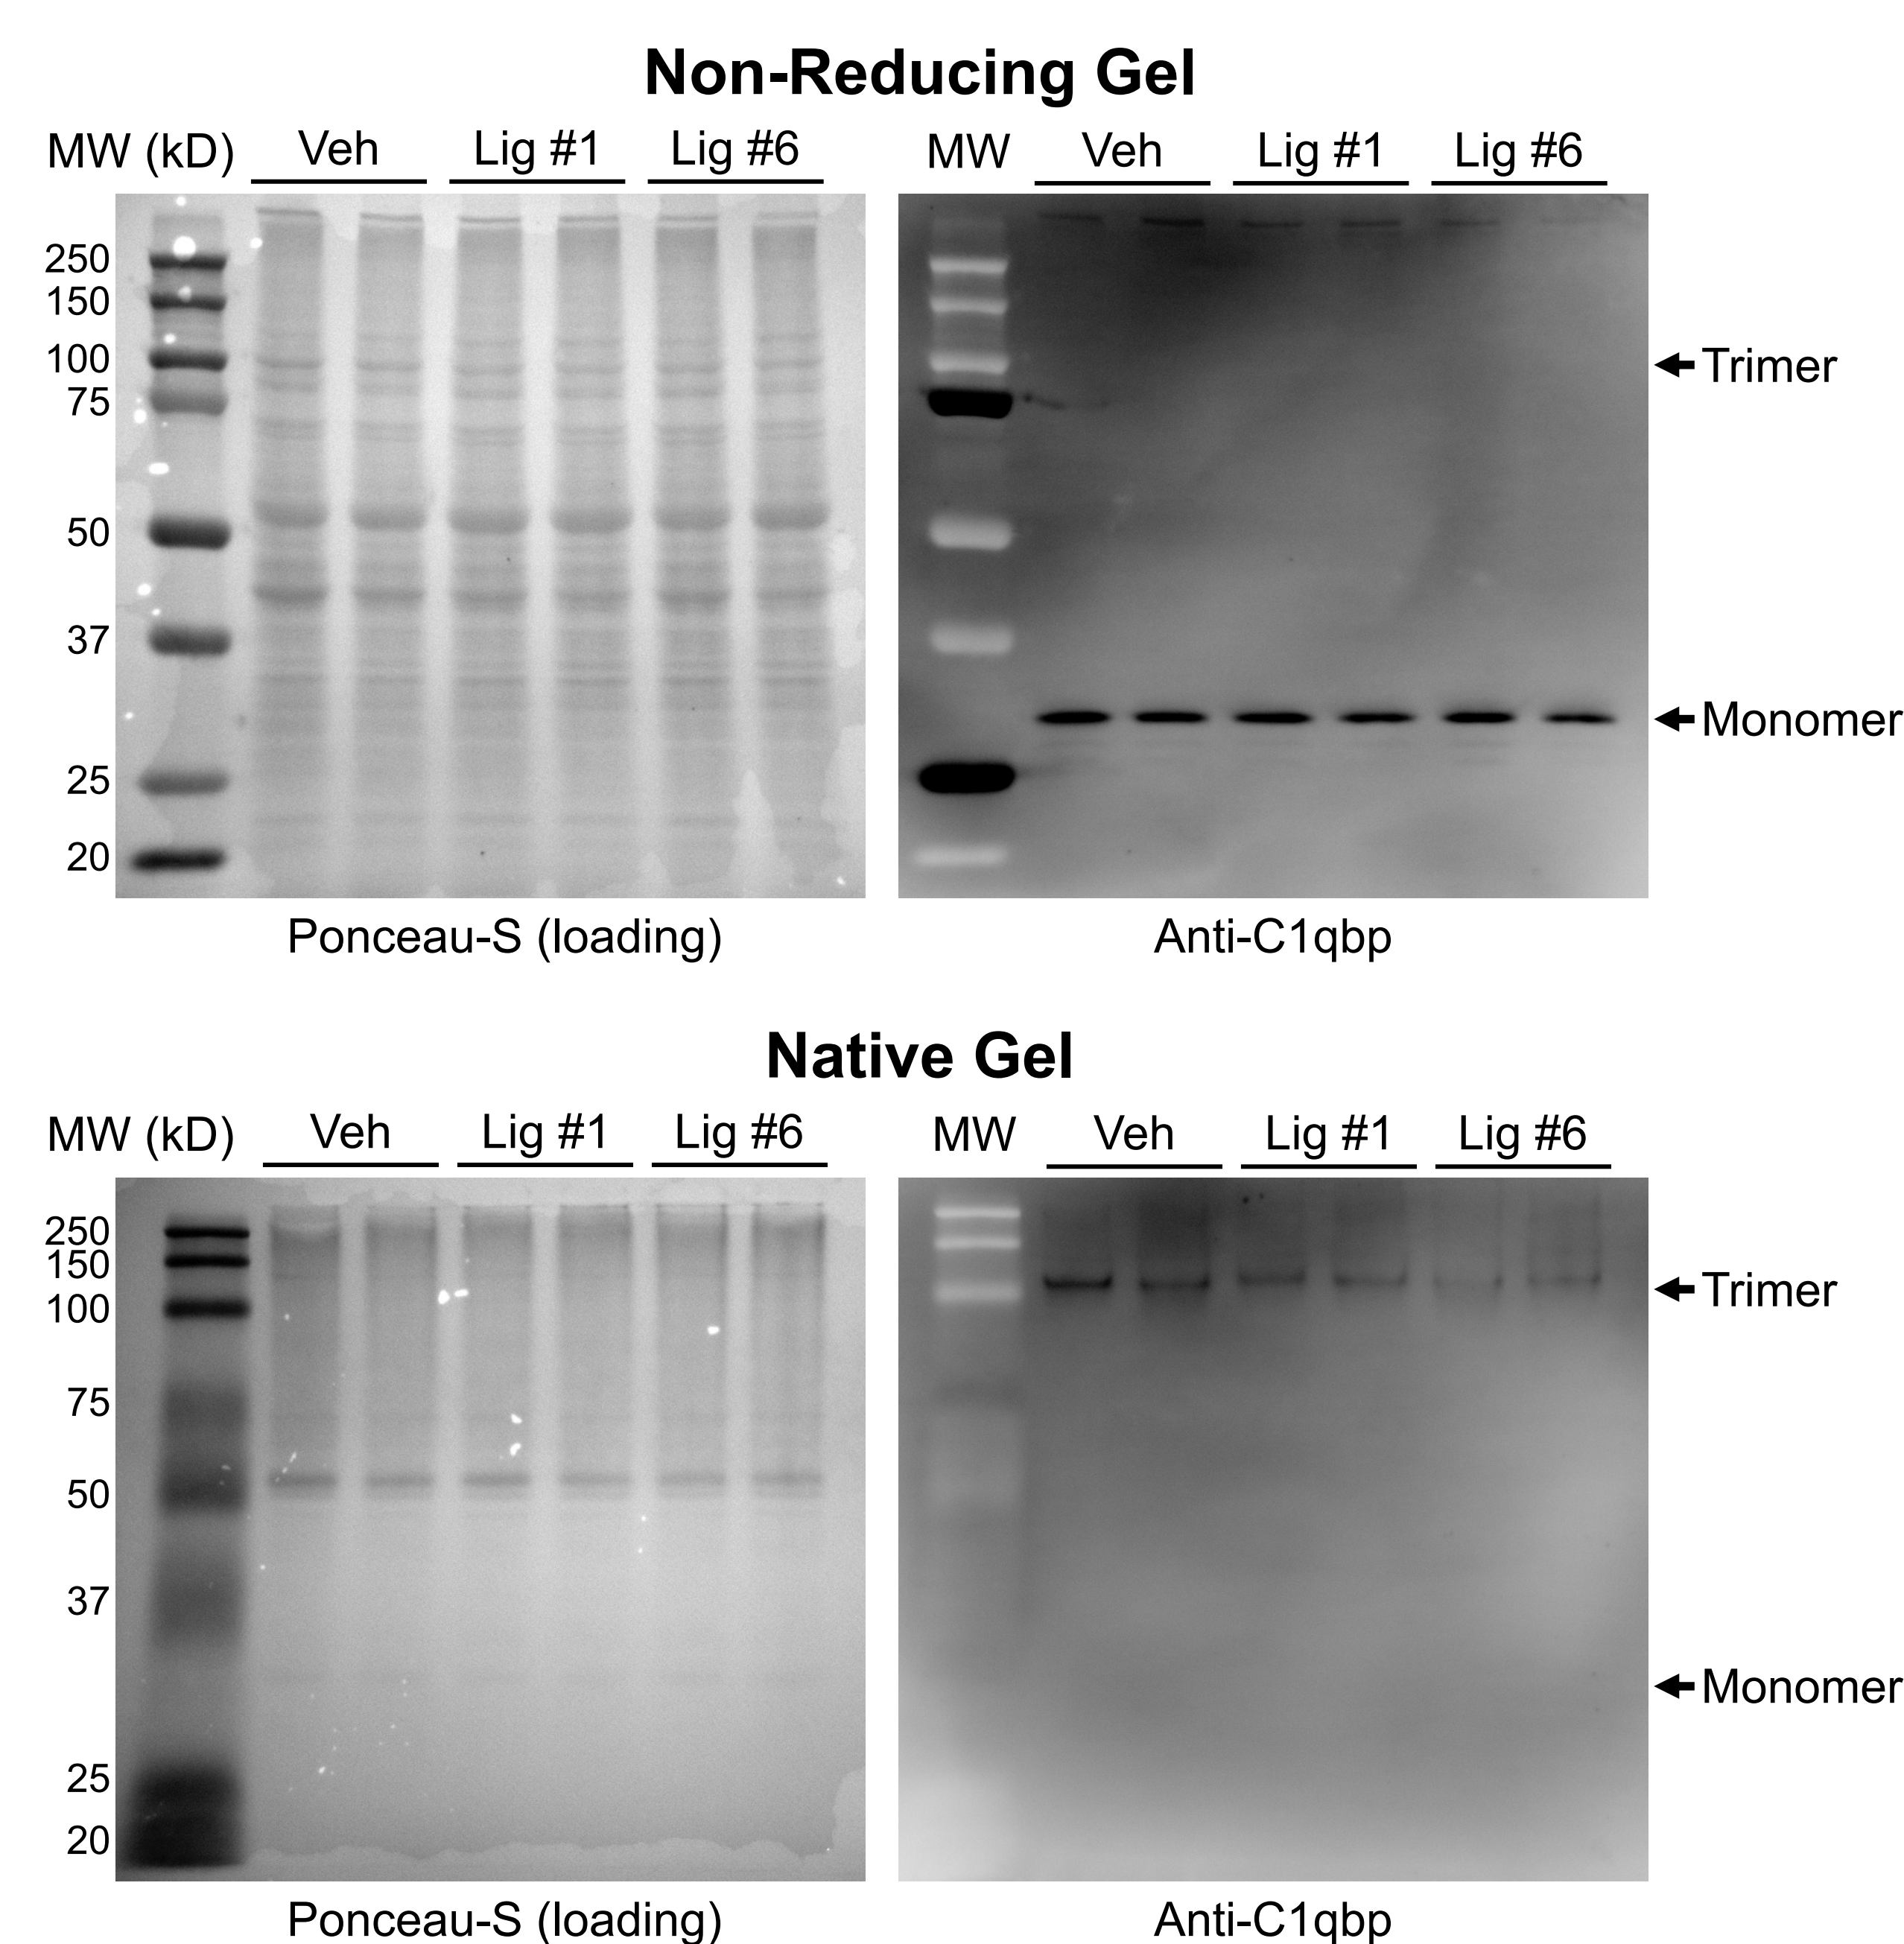 Non-Reducing Gel
MW (kD) Veh Lig #1 Lig #6 MW Veh Lig #1 Lig #6
250
150
100
Trimer
75
50
37
Monomer
25
20
Ponceau-S (loading) Anti-C1qbp
Native Gel
MW (kD) Veh Lig #1 Lig #6 MW Veh Lig #1 Lig #6
250
150
100
Trimer
75
50
37
Monomer
25
20
Ponceau-S (loading) Anti-C1qbp